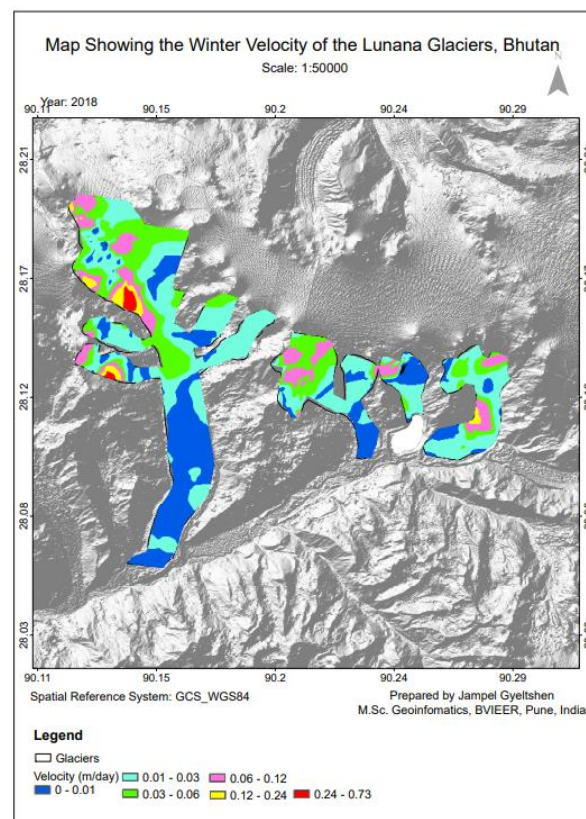 Map Showing the Winter Velocity of the Lunana Glaciers, Bhutan
Scale: 1:50000
N
Year: 2018
90.11 90.15 90.2 90.24 90.29
28.21
28.17
28.12
28.08
28.03
90.11 90.15 90.2 90.24 90.29
Spatial Reference System: GCS_WGS84
Prepared by Jampel Gyeltshen
M.Sc. Geoinfomatics, BVIEER, Pune, India
Legend
Glaciers
Velocity (m/day)
0 - 0.01
0.01 - 0.03
0.03 - 0.06
0.06 - 0.12
0.12 - 0.24
0.24 - 0.73